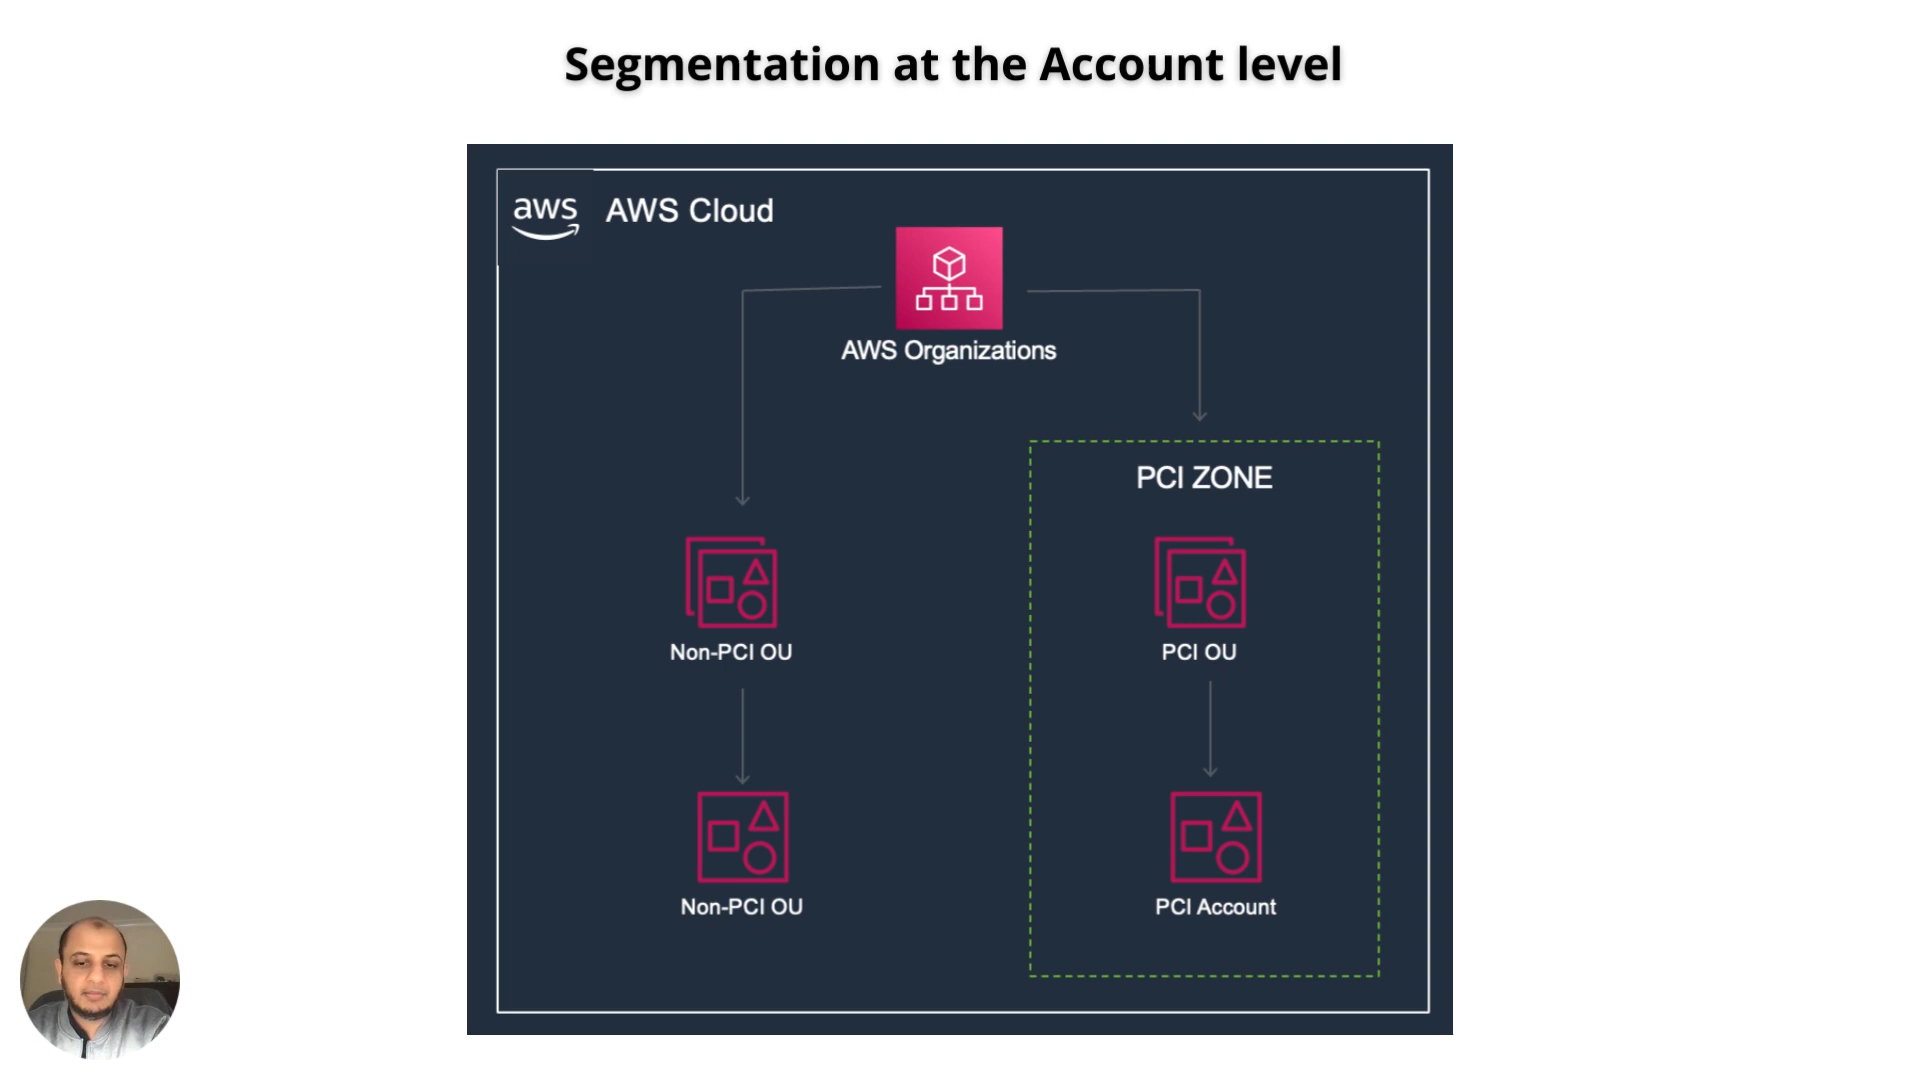 Segmentation at the Account level
aws
AWS Cloud
AWS Organizations
PCI ZONE
Non-PCI OU
PCI OU
Non-PCI OU
PCI Account